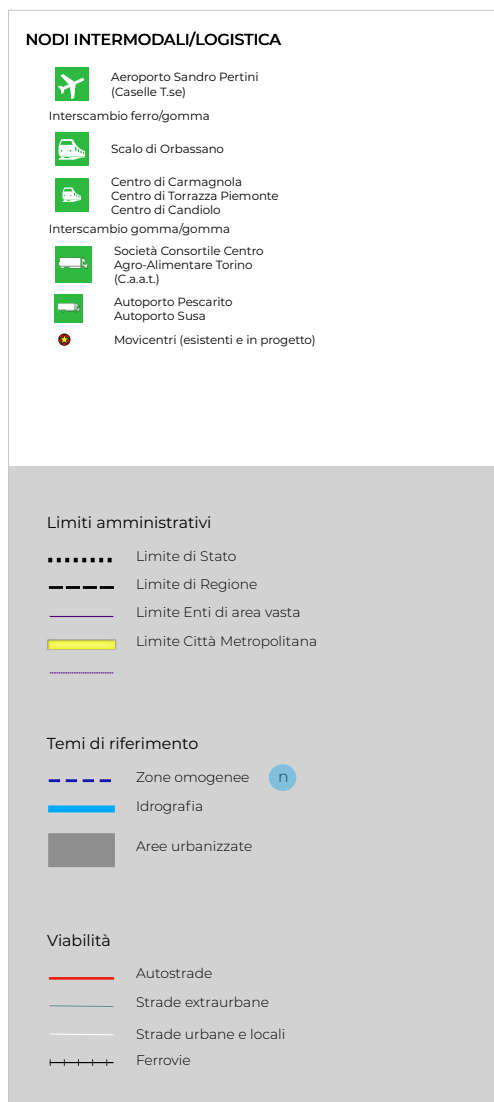 NODI INTERMODALI/LOGISTICA
Aeroporto Sandro Pertini
(Caselle T.se)
Interscambio ferro/gomma
Scalo di Orbassano
Centro di Carmagnola
Centro di Torrazza Piemonte
Centro di Candiolo
Interscambio gomma/gomma
Società Consortile Centro
Agro-Alimentare Torino
(C.a.a.t.)
Autoporto Pescarito
Autoporto Susa
Movicentri (esistenti e in progetto)
Limiti amministrativi
Limite di Stato
Limite di Regione
Limite Enti di area vasta
Limite Città Metropolitana
Temi di riferimento
Zone omogenee n
Idrografia
Aree urbanizzate
Viabilità
Autostrade
Strade extraurbane
Strade urbane e locali
Ferrovie